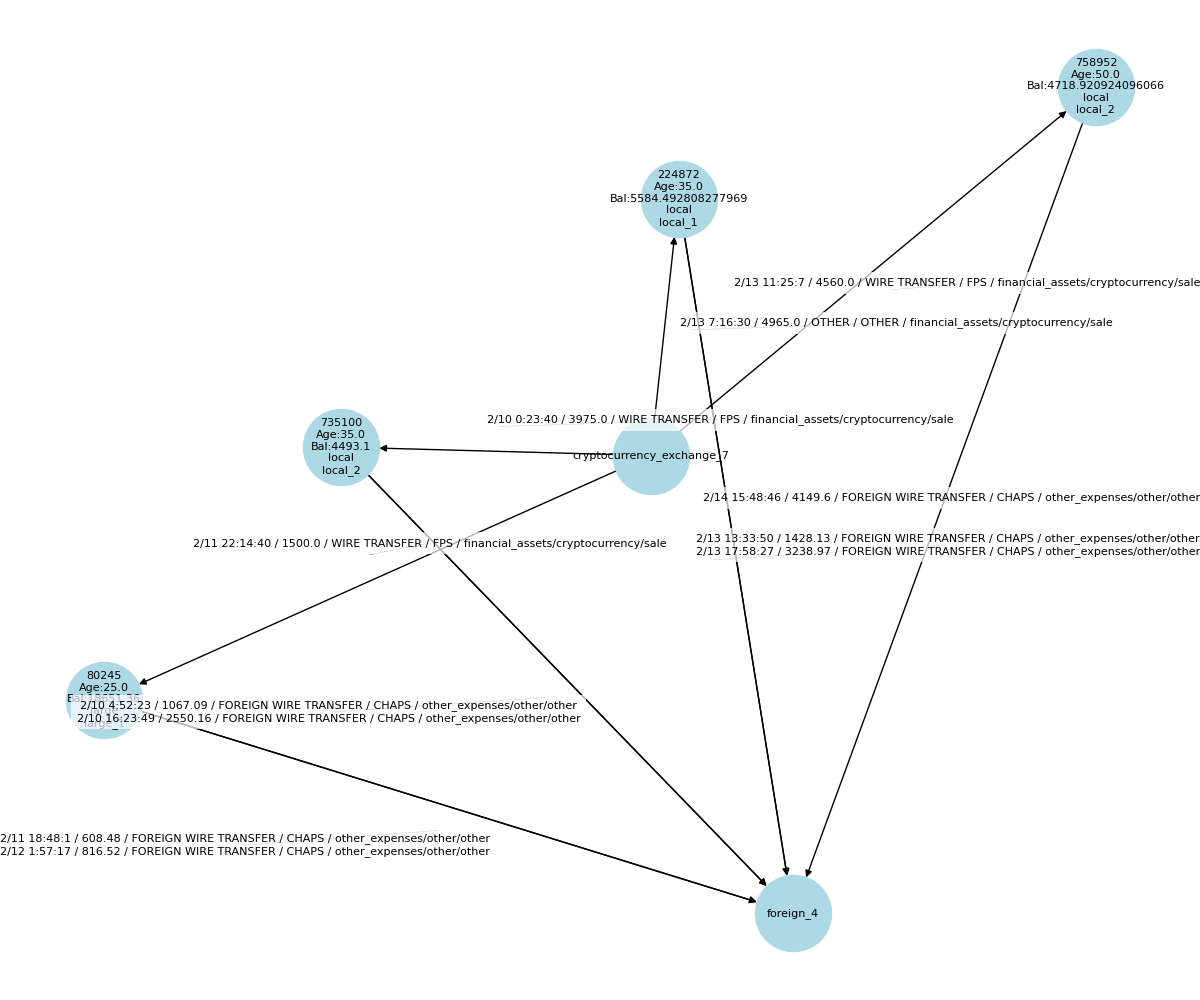 758952
Age:50.0
Bal:4718.920924096066
local
local_2
224872
Age:35.0
Bal:5584.492808277969
local
local_1
2/13 11:25:7 / 4560.0 / WIRE TRANSFER / FPS / financial_assets/cryptocurrency/sale
2/13 7:16:30 / 4965.0 / OTHER / OTHER / financial_assets/cryptocurrency/sale
2/10 0:23:40 / 3975.0 / WIRE TRANSFER / FPS / financial_assets/cryptocurrency/sale
735100
Age:35.0
Bal:4493.1
local
local_2
cryptocurrency_exchange_7
2/14 15:48:46 / 4149.6 / FOREIGN WIRE TRANSFER / CHAPS / other_expenses/other/other
2/13 13:33:50 / 1428.13 / FOREIGN WIRE TRANSFER / CHAPS / other_expenses/other/other
2/13 17:58:27 / 3238.97 / FOREIGN WIRE TRANSFER / CHAPS / other_expenses/other/other
2/11 22:14:40 / 1500.0 / WIRE TRANSFER / FPS / financial_assets/cryptocurrency/sale
80245
Age:25.0
Bal:18651.36
large
large_1
2/10 4:52:23 / 1067.09 / FOREIGN WIRE TRANSFER / CHAPS / other_expenses/other/other
2/10 16:23:49 / 2550.16 / FOREIGN WIRE TRANSFER / CHAPS / other_expenses/other/other
2/11 18:48:1 / 608.48 / FOREIGN WIRE TRANSFER / CHAPS / other_expenses/other/other
2/12 1:57:17 / 816.52 / FOREIGN WIRE TRANSFER / CHAPS / other_expenses/other/other
foreign_4